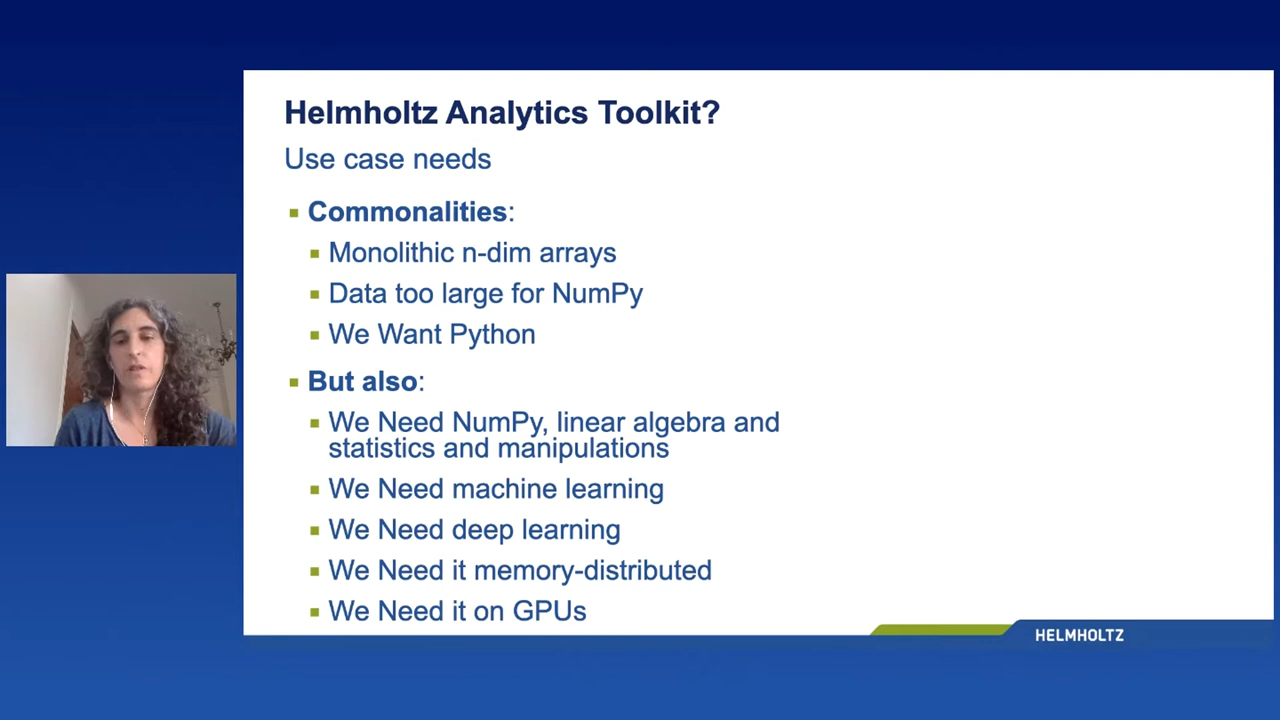 Helmholtz Analytics Toolkit?
Use case needs
Commonalities:
Monolithic n-dim arrays
Data too large for NumPy
We Want Python
But also:
We Need NumPy, linear algebra and
statistics and manipulations
We Need machine learning
We Need deep learning
We Need it memory-distributed
We Need it on GPUs
HELMHOLTZ